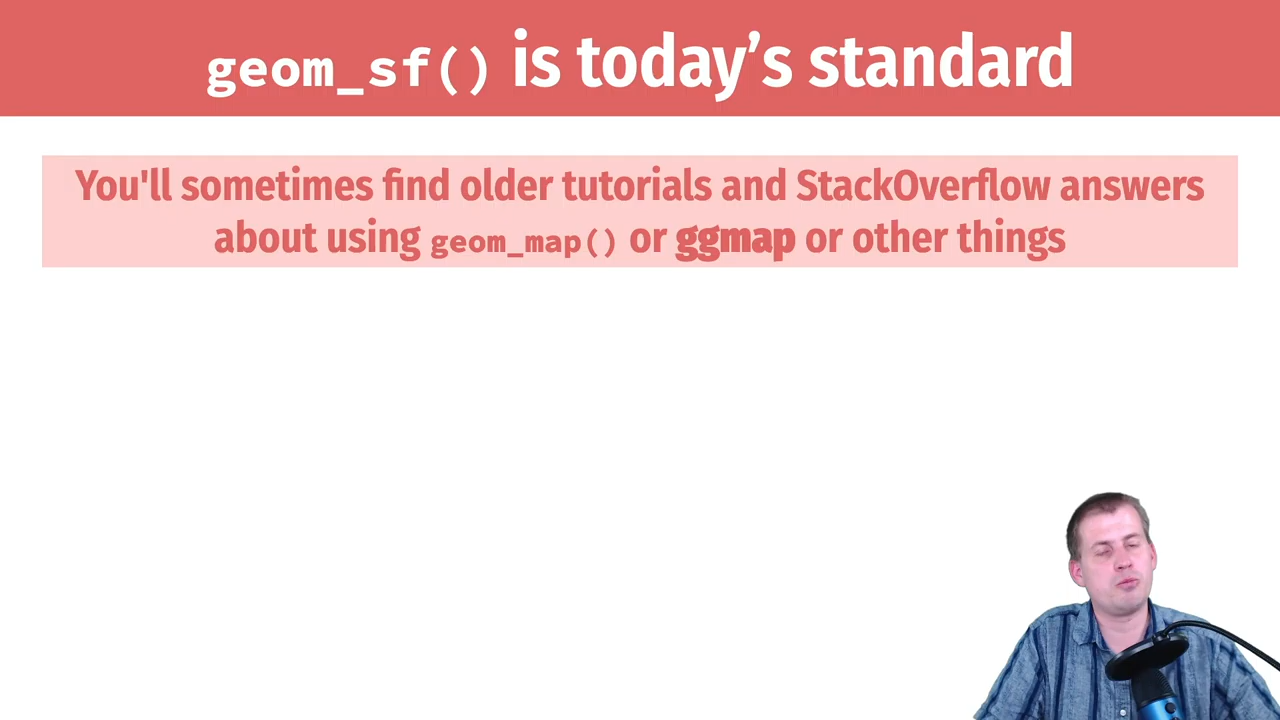 geom_sf() is today’s standard
You'll sometimes find older tutorials and StackOverflow answers
about using geom_map() or ggmap or other things